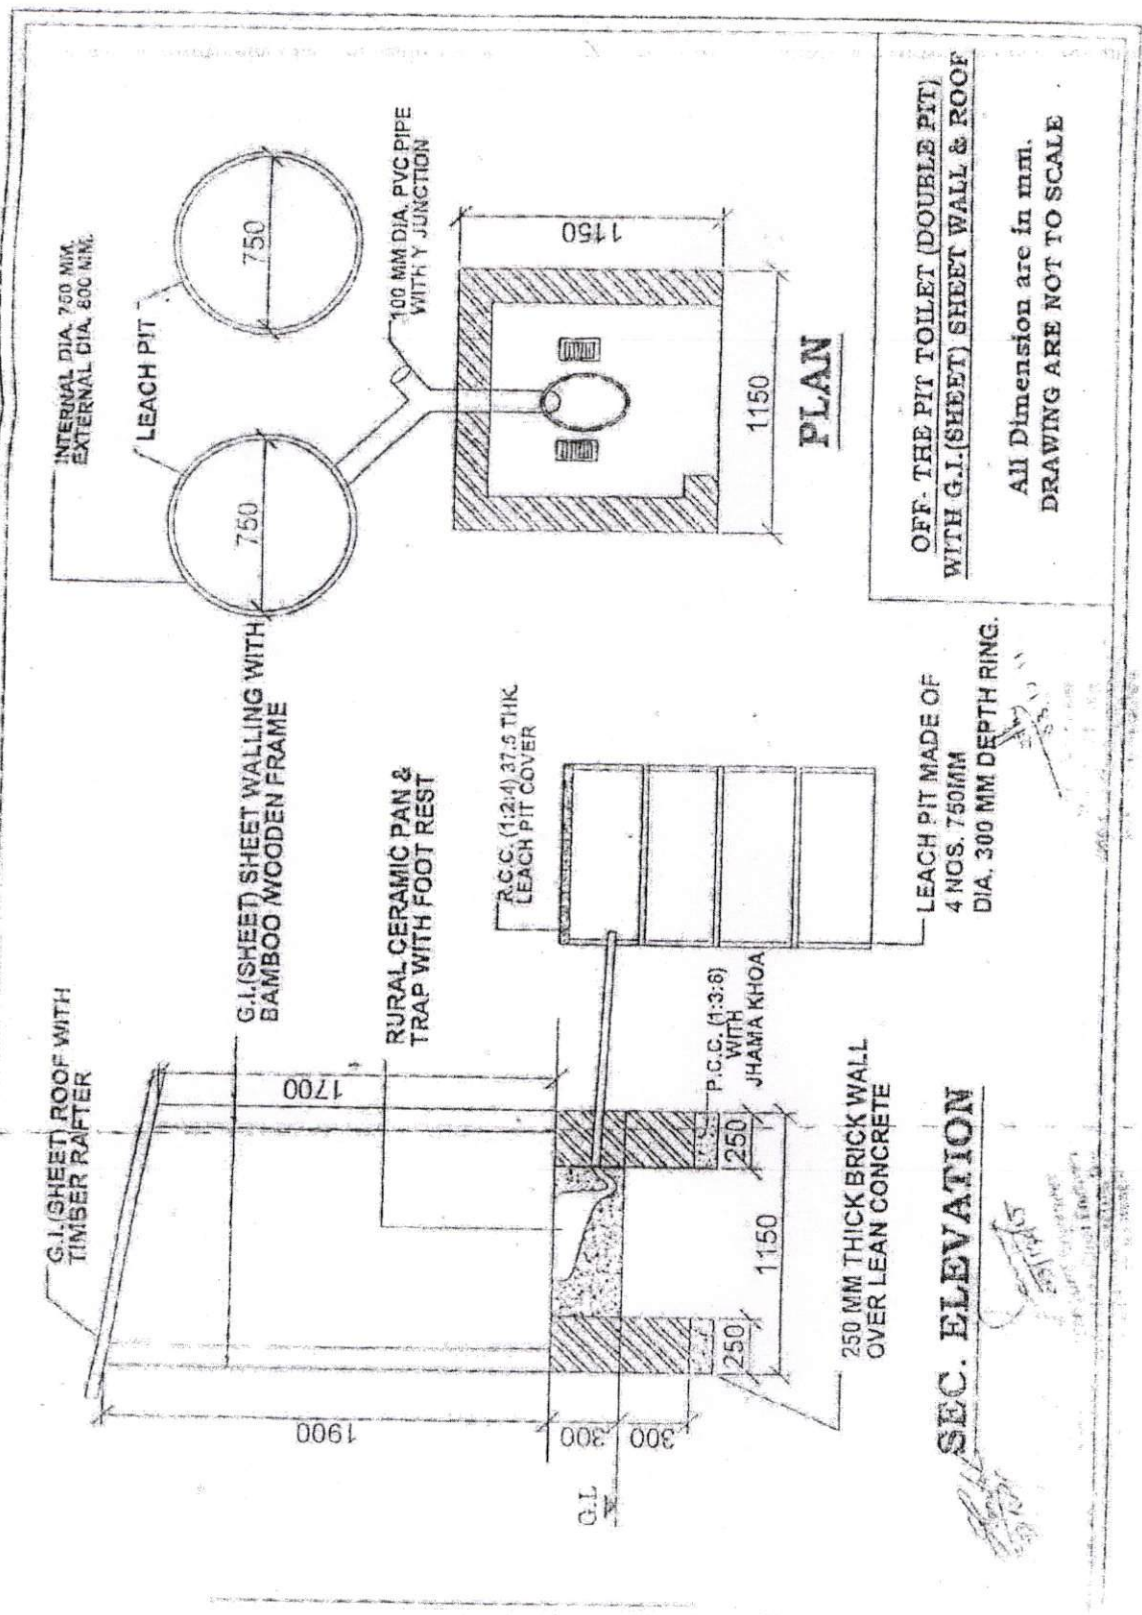 INTERNAL DIA. 750 MM.
EXTERNAL DIA. 800 MM.
LEACH PIT
750
750
100 MM DIA. PVC PIPE
WITH Y JUNCTION
1150
1150
PLAN
G.I.(SHEET) ROOF WITH
TIMBER RAFTER
G.I.(SHEET) SHEET WALLING WITH
BAMBOO WOODEN FRAME
RURAL CERAMIC PAN &
TRAP WITH FOOT REST
R.C.C. (1:2:4) 37.5 THK.
LEACH PIT COVER
1900
1700
300
300
G.L
250
250
1150
P.C.C. (1:3:6)
WITH
JHAMA KHOA
250 MM THICK BRICK WALL
OVER LEAN CONCRETE
LEACH PIT MADE OF
4 NOS. 750MM
DIA, 300 MM DEPTH RING.
SEC. ELEVATION
OFF- THE PIT TOILET (DOUBLE PIT)
WITH G.I.(SHEET) SHEET WALL & ROOF
All Dimension are in mm.
DRAWING ARE NOT TO SCALE